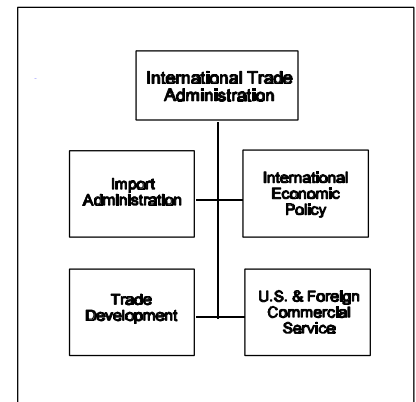 International Trade
Administration
Import
Administration
International
Economic
Policy
Trade
Development
U.S. & Foreign
Commercial
Service